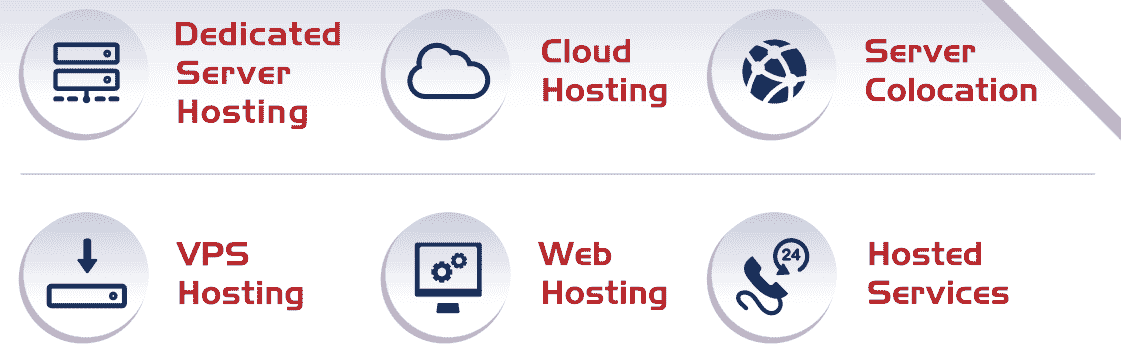 Dedicated
Server
Hosting
Cloud
Hosting
Server
Colocation
VPS
Hosting
Web
Hosting
24
Hosted
Services